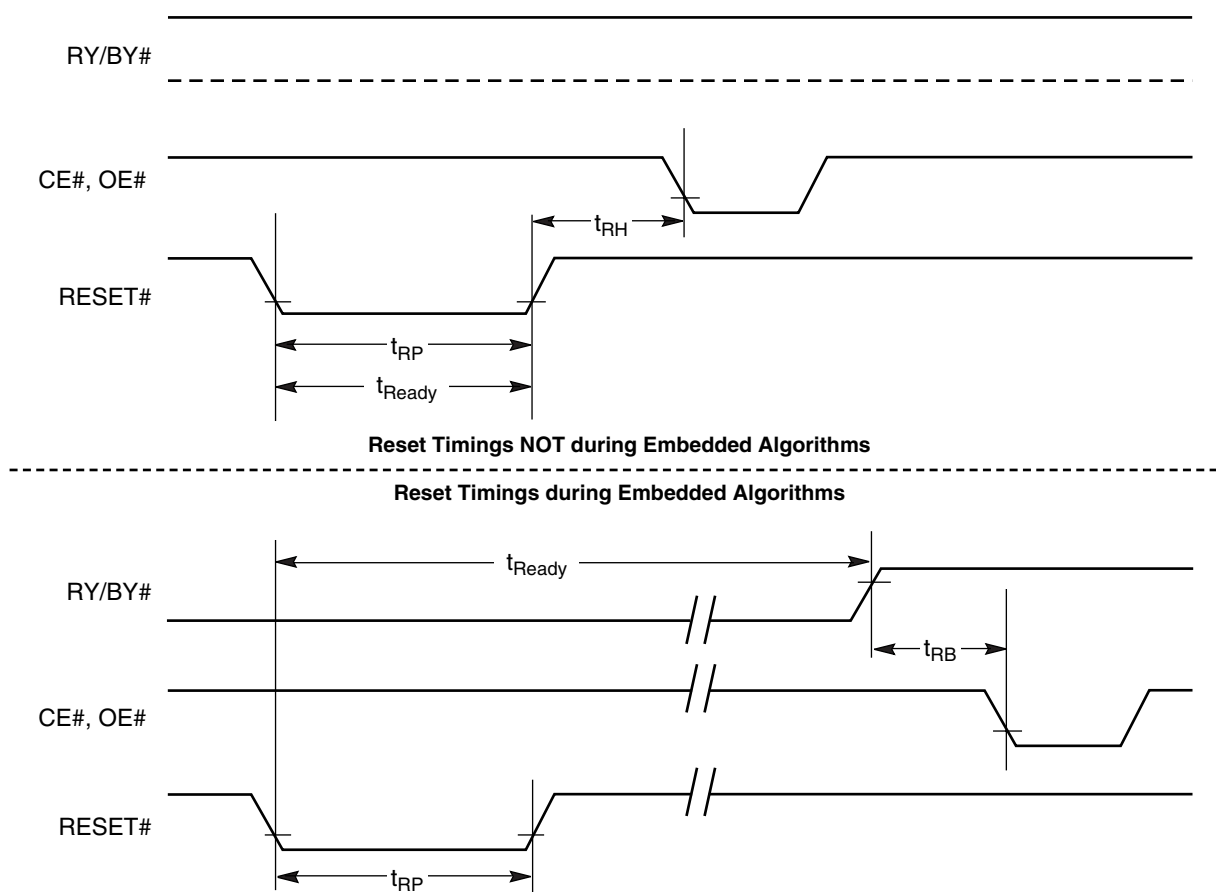 RY/BY#
CE#, OE#
tRH
RESET#
tRP
tReady
Reset Timings NOT during Embedded Algorithms
Reset Timings during Embedded Algorithms
tReady
RY/BY#
tRB
CE#, OE#
RESET#
tRP